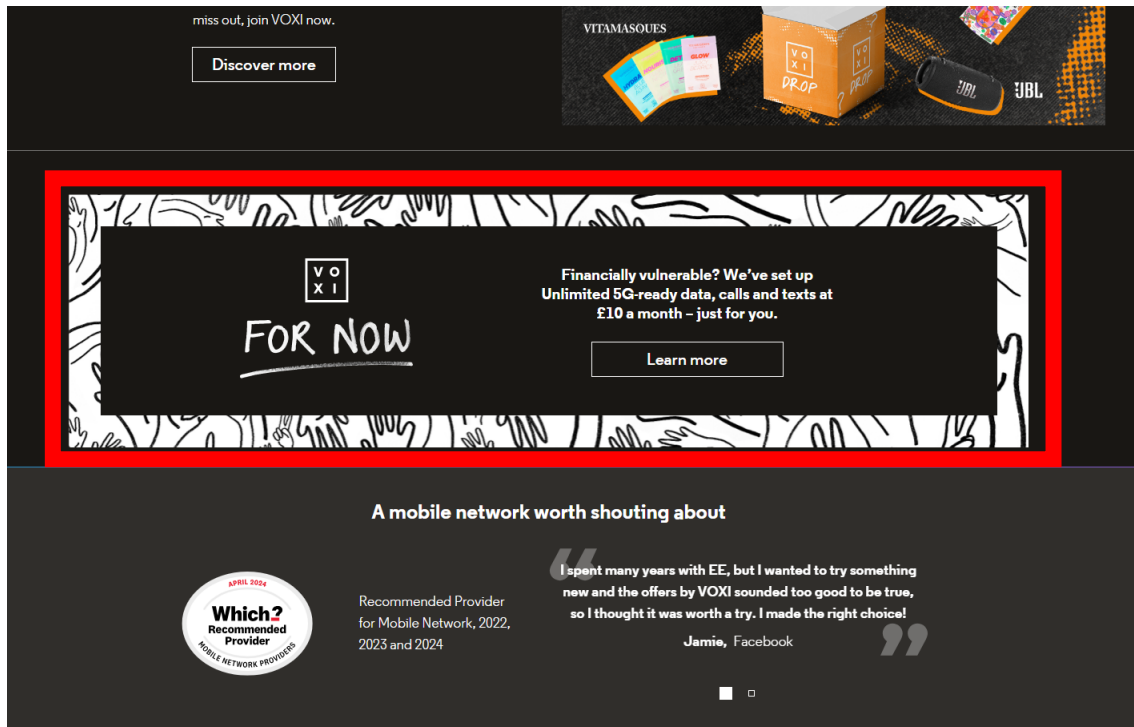 miss out, join VOXI now.
Discover more
VITAMASQUES
GLOW
VOXI
DROP
JBL
JBL
VO
XI
FOR NOW
Financially vulnerable? We've set up
Unlimited 5G-ready data, calls and texts at
£10 a month – just for you.
Learn more
A mobile network worth shouting about
APRIL 2024
Which?
Recommended
Provider
MOBILE NETWORK PROVIDERS
Recommended Provider
for Mobile Network, 2022,
2023 and 2024
“I spent many years with EE, but I wanted to try something
new and the offers by VOXI sounded too good to be true,
so I thought it was worth a try. I made the right choice!”
Jamie, Facebook